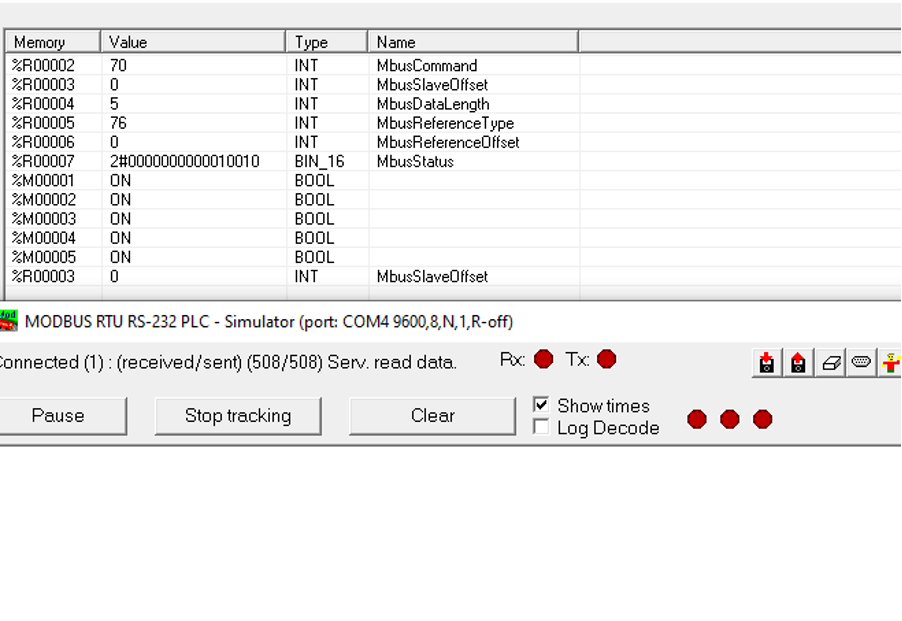 Memory Value Type Name
%R00002 70 INT MbusCommand
%R00003 0 INT MbusSlaveOffset
%R00004 5 INT MbusDataLength
%R00005 76 INT MbusReferenceType
%R00006 0 INT MbusReferenceOffset
%R00007 2#0000000000010010 BIN_16 MbusStatus
%M00001 ON BOOL
%M00002 ON BOOL
%M00003 ON BOOL
%M00004 ON BOOL
%M00005 ON BOOL
%R00003 0 INT MbusSlaveOffset
MODBUS RTU RS-232 PLC - Simulator (port: COM4 9600,8,N,1,R-off)
onnected (1) : (received/sent) (508/508) Serv. read data. Rx: Tx:
Pause Stop tracking Clear Show times
Log Decode